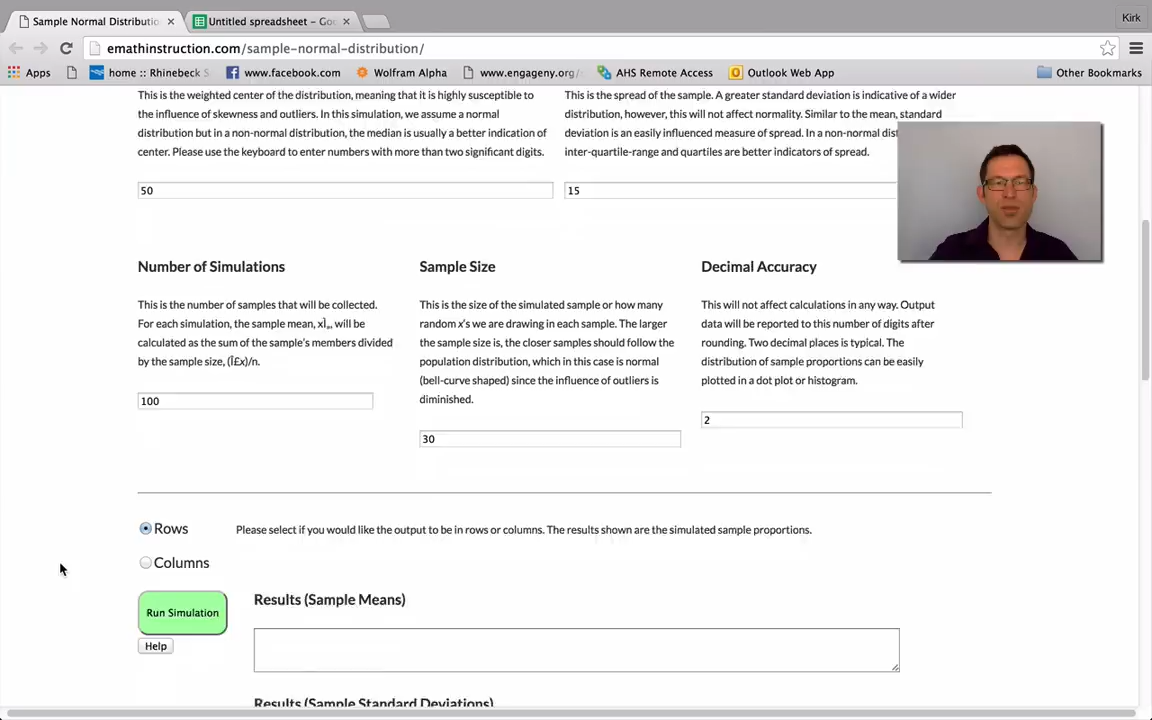 Sample Normal Distributio
Untitled spreadsheet – Goo
Kirk
emathinstruction.com/sample-normal-distribution/
Apps
home :: Rhinebeck S
www.facebook.com
Wolfram Alpha
www.engageny.org/
AHS Remote Access
Outlook Web App
Other Bookmarks
This is the weighted center of the distribution, meaning that it is highly susceptible to
the influence of skewness and outliers. In this simulation, we assume a normal
distribution but in a non-normal distribution, the median is usually a better indication of
center. Please use the keyboard to enter numbers with more than two significant digits.
50
This is the spread of the sample. A greater standard deviation is indicative of a wider
distribution, however, this will not affect normality. Similar to the mean, standard
deviation is an easily influenced measure of spread. In a non-normal dis
inter-quartile-range and quartiles are better indicators of spread.
15
Number of Simulations
This is the number of samples that will be collected.
For each simulation, the sample mean, xÌ„, will be
calculated as the sum of the sample's members divided
by the sample size, (Î£x)/n.
100
Sample Size
This is the size of the simulated sample or how many
random x's we are drawing in each sample. The larger
the sample size is, the closer samples should follow the
population distribution, which in this case is normal
(bell-curve shaped) since the influence of outliers is
diminished.
30
Decimal Accuracy
This will not affect calculations in any way. Output
data will be reported to this number of digits after
rounding. Two decimal places is typical. The
distribution of sample proportions can be easily
plotted in a dot plot or histogram.
2
Rows
Please select if you would like the output to be in rows or columns. The results shown are the simulated sample proportions.
Columns
Run Simulation
Help
Results (Sample Means)
Results (Sample Standard Deviations)